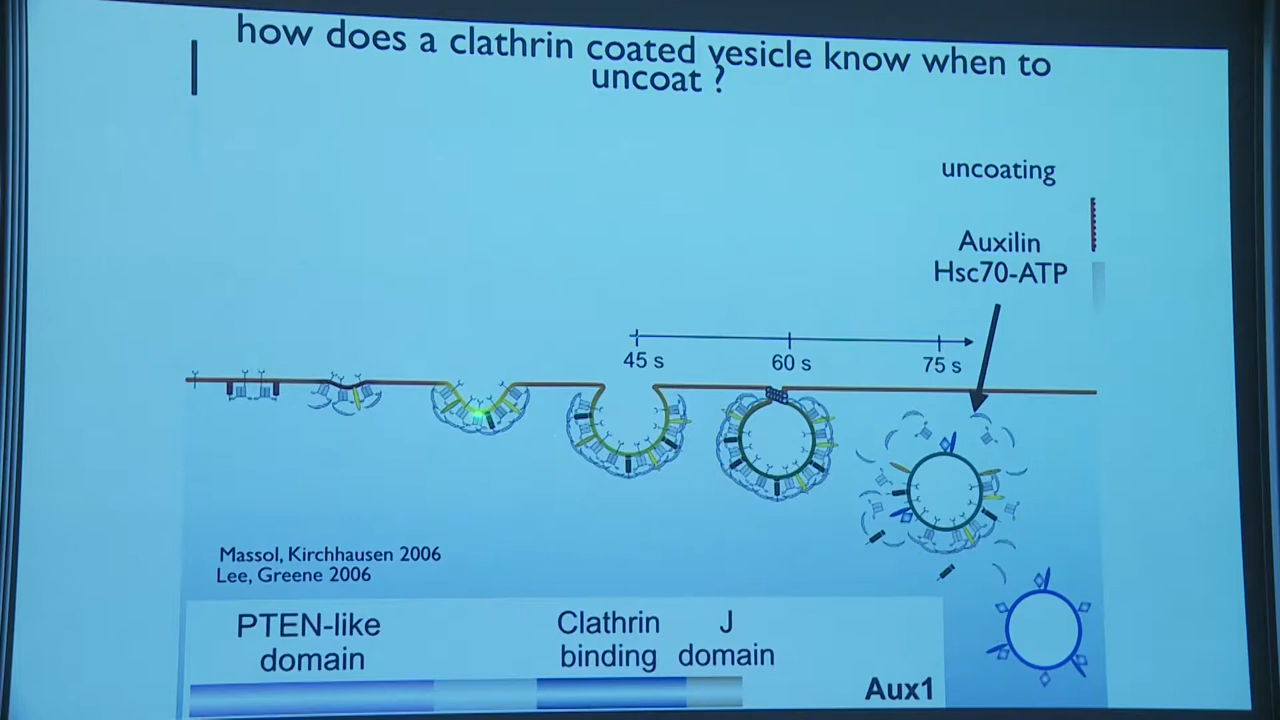 how does a clathrin coated vesicle know when to
uncoat ?
uncoating
Auxilin
Hsc70-ATP
45 s
60 s
75 s
Massol, Kirchhausen 2006
Lee, Greene 2006
PTEN-like
domain
Clathrin
binding
J
domain
Aux1